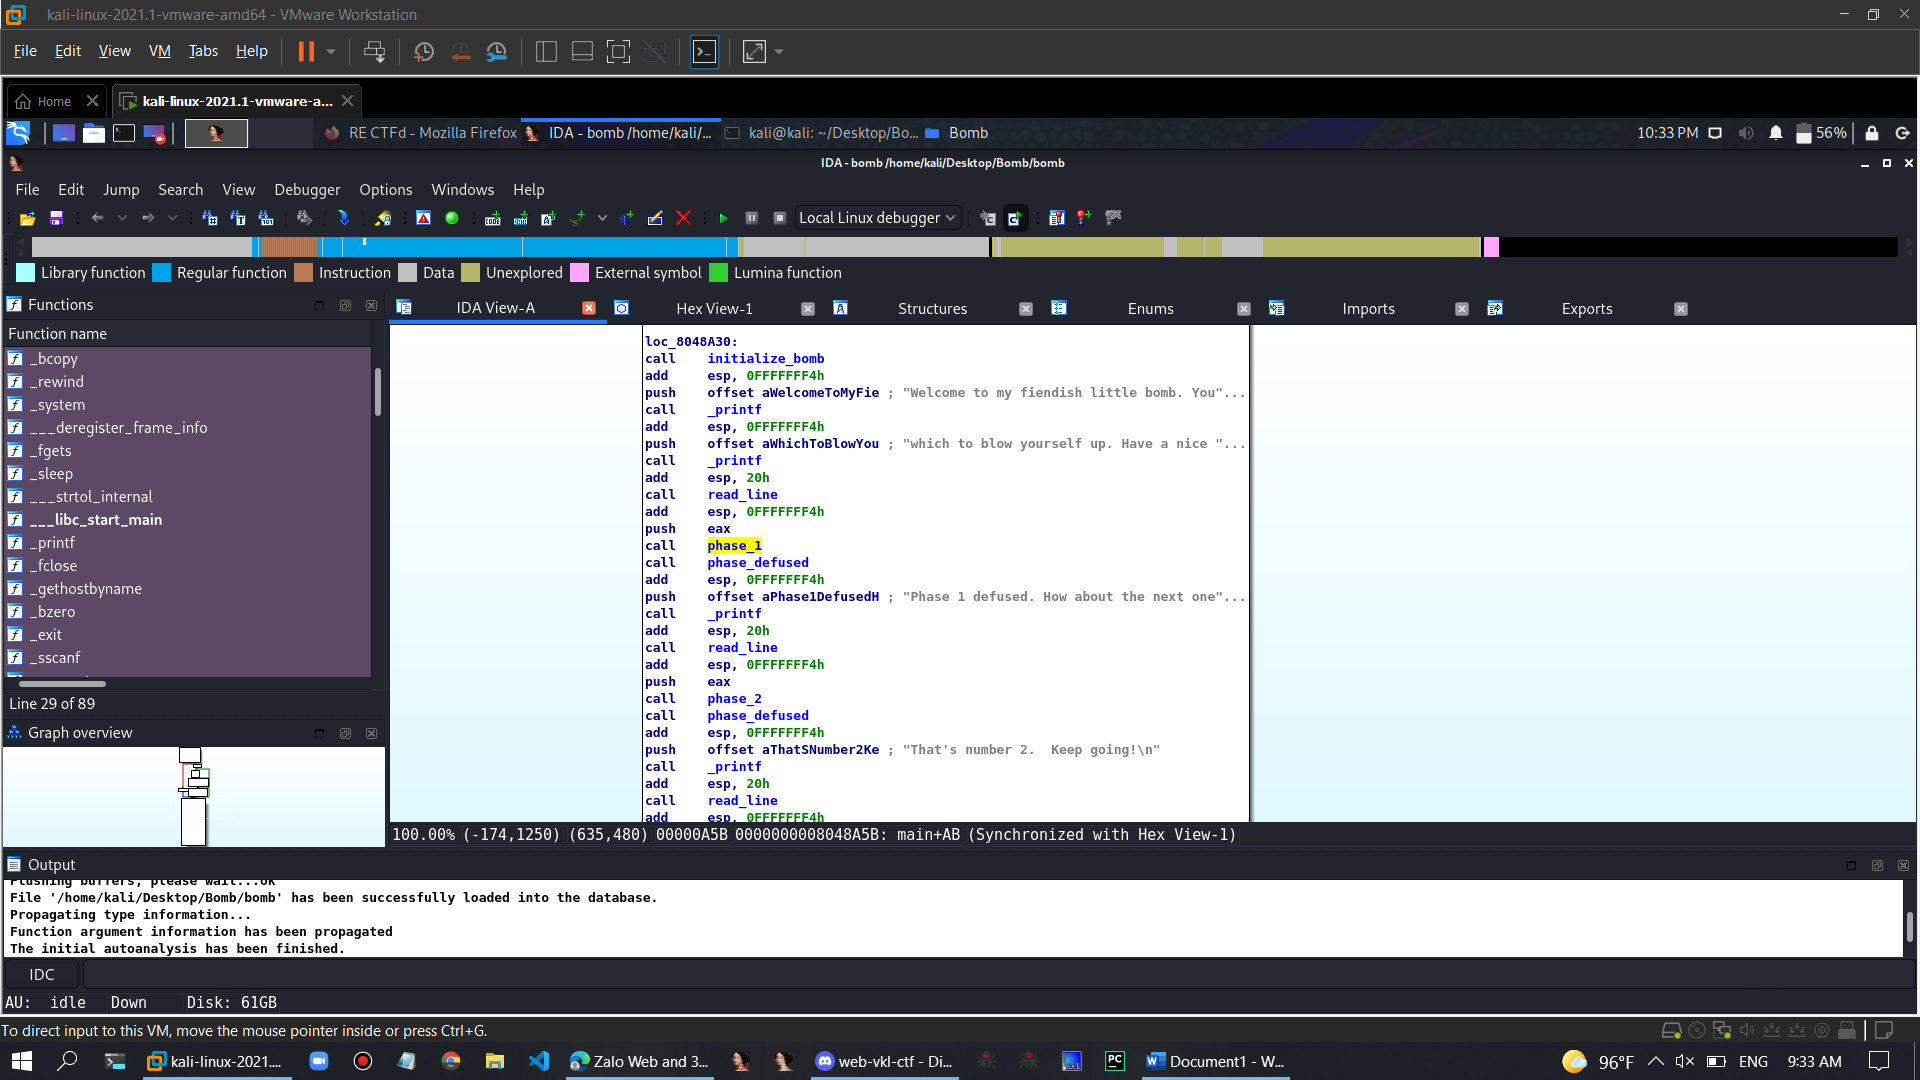 kali-linux-2021.1-vmware-amd64 - VMware Workstation
File Edit View VM Tabs Help
Home kali-linux-2021.1-vmware-a...
RE CTFd - Mozilla Firefox IDA - bomb /home/kali/... kali@kali: ~/Desktop/Bo... Bomb 10:33 PM 56%
IDA - bomb /home/kali/Desktop/Bomb/bomb
File Edit Jump Search View Debugger Options Windows Help
Local Linux debugger
Library function Regular function Instruction Data Unexplored External symbol Lumina function
Functions
IDA View-A Hex View-1 Structures Enums Imports Exports
Function name
_bcopy
_rewind
_system
___deregister_frame_info
_fgets
_sleep
___strtol_internal
___libc_start_main
_printf
_fclose
_gethostbyname
_bzero
_exit
_sscanf
Line 29 of 89
Graph overview
loc_8048A30:
call initialize_bomb
add esp, 0FFFFFFF4h
push offset aWelcomeToMyFie ; "Welcome to my fiendish little bomb. You"...
call _printf
add esp, 0FFFFFFF4h
push offset aWhichToBlowYou ; "which to blow yourself up. Have a nice "...
call _printf
add esp, 20h
call read_line
add esp, 0FFFFFFF4h
push eax
call phase_1
call phase_defused
add esp, 0FFFFFFF4h
push offset aPhase1DefusedH ; "Phase 1 defused. How about the next one"...
call _printf
add esp, 20h
call read_line
add esp, 0FFFFFFF4h
push eax
call phase_2
call phase_defused
add esp, 0FFFFFFF4h
push offset aThatSNumber2Ke ; "That's number 2.  Keep going!\n"
call _printf
add esp, 20h
call read_line
add esp, 0FFFFFFF4h
100.00% (-174,1250) (635,480) 00000A5B 0000000008048A5B: main+AB (Synchronized with Hex View-1)
Output
Flushing buffers, please wait...ok
File '/home/kali/Desktop/Bomb/bomb' has been successfully loaded into the database.
Propagating type information...
Function argument information has been propagated
The initial autoanalysis has been finished.
IDC
AU: idle Down Disk: 61GB
To direct input to this VM, move the mouse pointer inside or press Ctrl+G.
kali-linux-2021.... Zalo Web and 3... web-vkl-ctf - Di... Document1 - W... 96°F ENG 9:33 AM